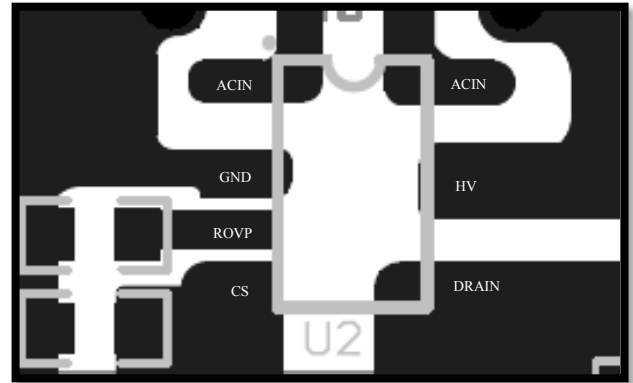 ACIN ACIN
GND
HV
ROVP
CS DRAIN
U2